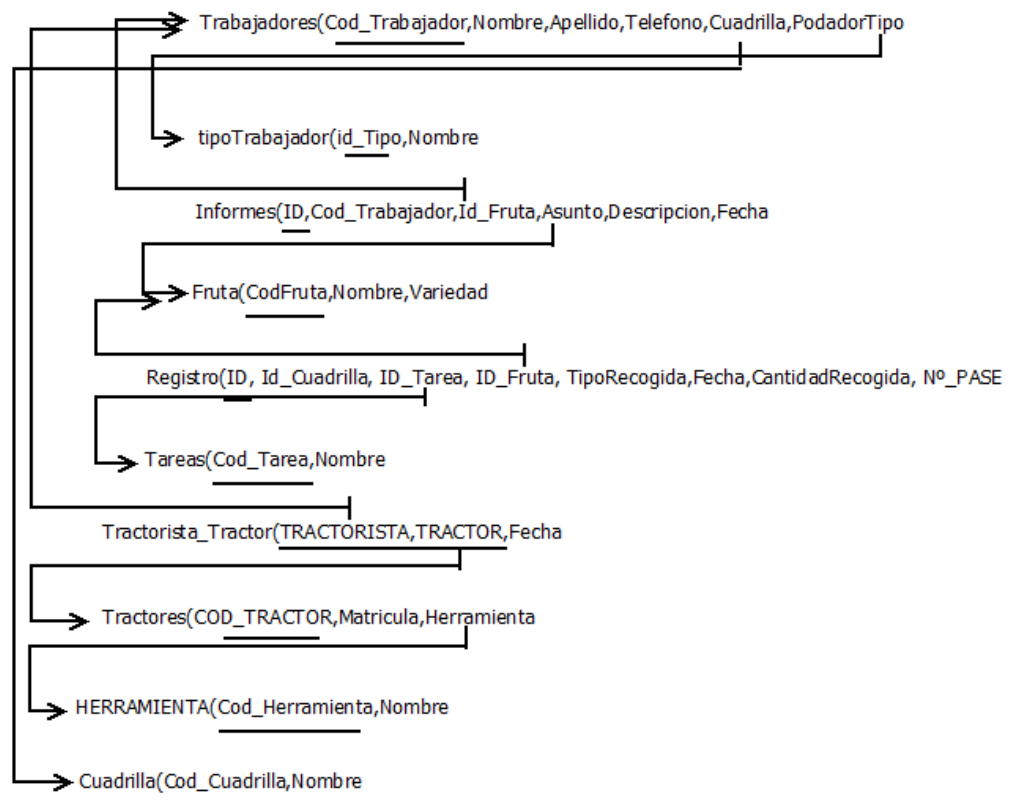 Trabajadores(Cod_Trabajador,Nombre,Apellido,Telefono,Cuadrilla,PodadorTipo
tipoTrabajador(id_Tipo,Nombre
Informes(ID,Cod_Trabajador,Id_Fruta,Asunto,Descripcion,Fecha
Fruta(CodFruta,Nombre,Variedad
Registro(ID, Id_Cuadrilla, ID_Tarea, ID_Fruta, TipoRecogida,Fecha,CantidadRecogida, Nº_PASE
Tareas(Cod_Tarea,Nombre
Tractorista_Tractor(TRACTORISTA,TRACTOR,Fecha
Tractores(COD_TRACTOR,Matricula,Herramienta
HERRAMIENTA(Cod_Herramienta,Nombre
Cuadrilla(Cod_Cuadrilla,Nombre